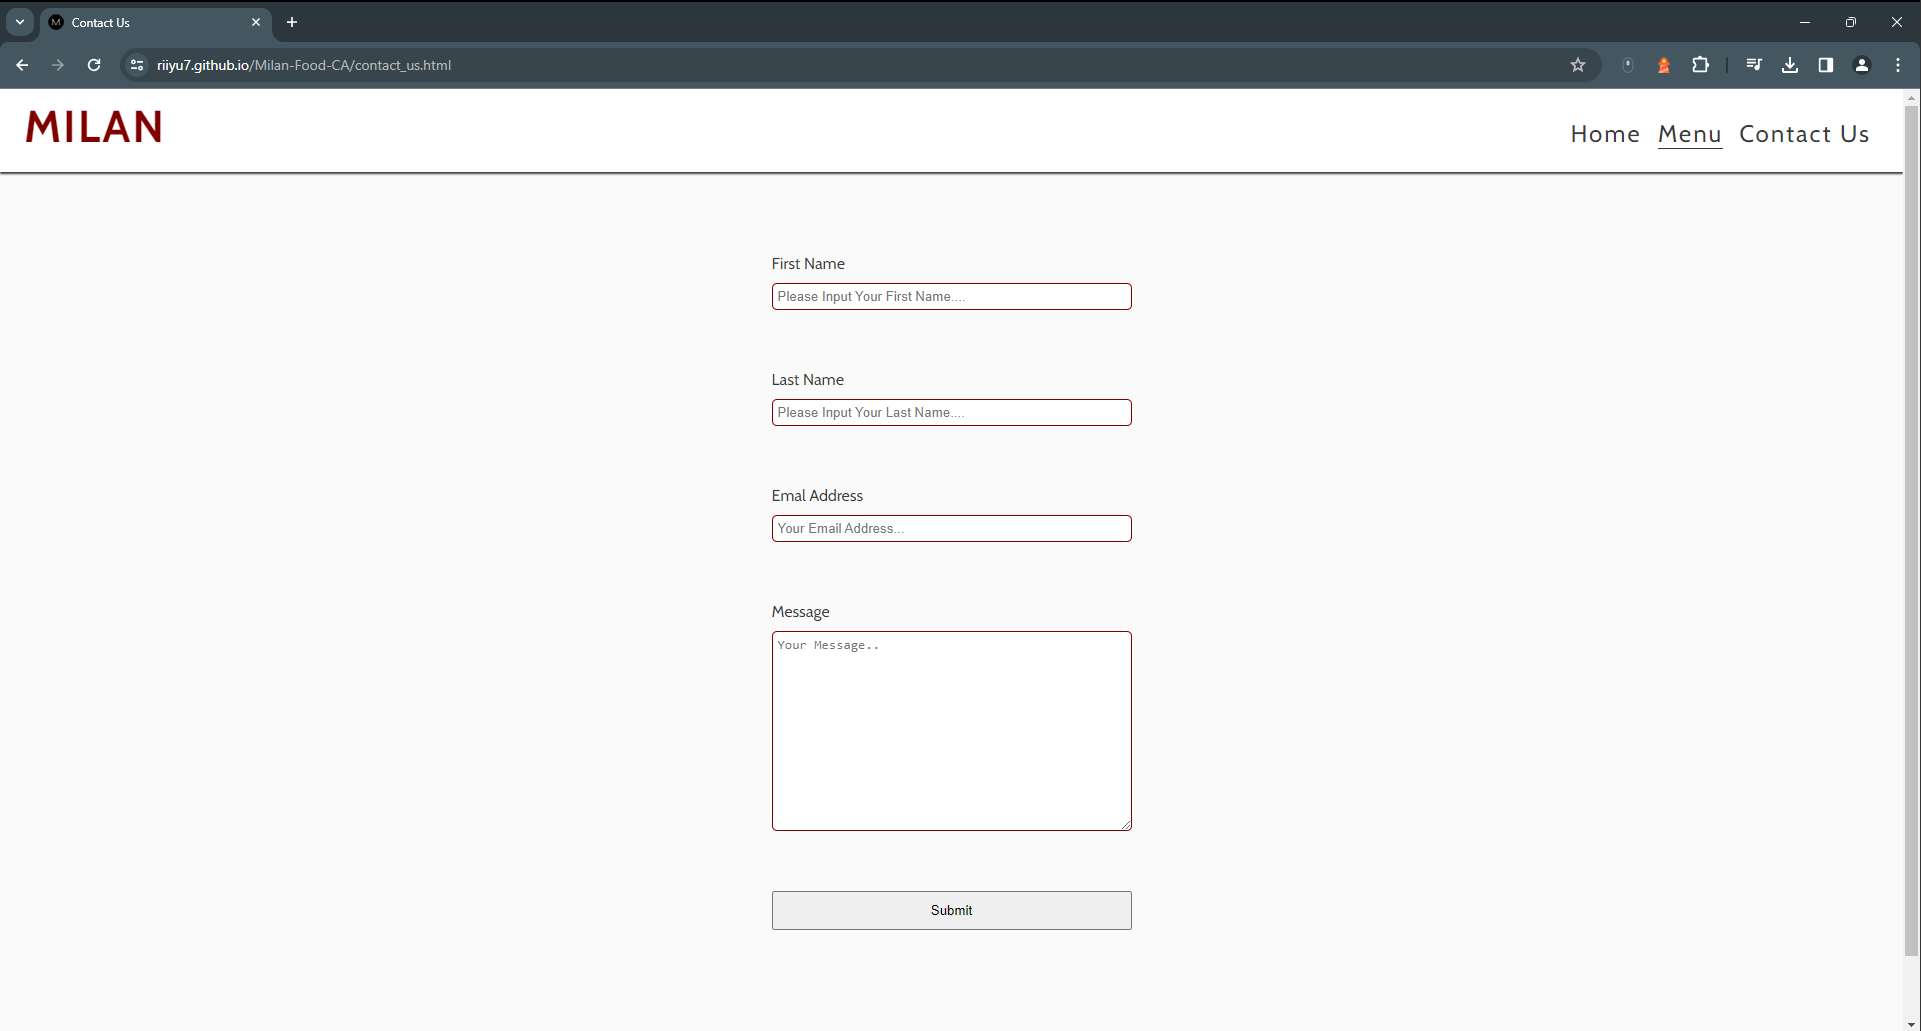 Contact Us
riiyu7.github.io/Milan-Food-CA/contact_us.html
MILAN
Home Menu Contact Us
First Name
Please Input Your First Name....
Last Name
Please Input Your Last Name....
Emal Address
Your Email Address...
Message
Your Message..
Submit